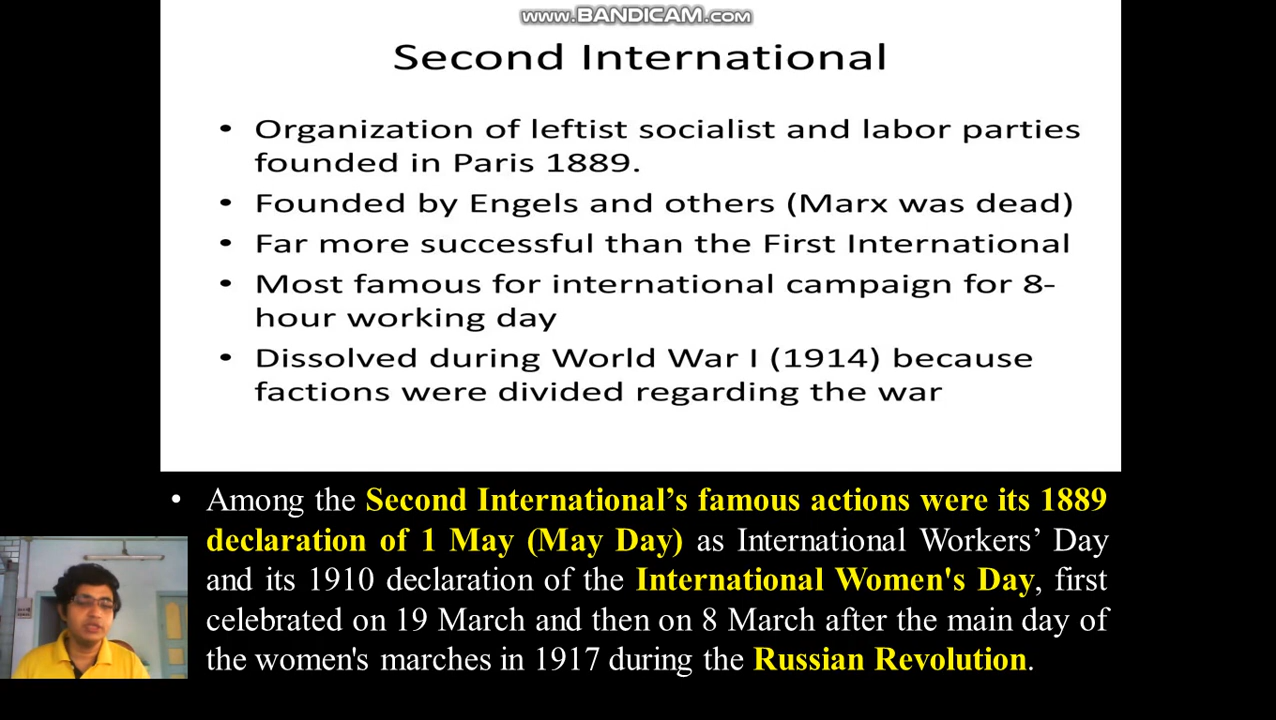 www.BANDICAM.com
Second International
• Organization of leftist socialist and labor parties
founded in Paris 1889.
• Founded by Engels and others (Marx was dead)
• Far more successful than the First International
• Most famous for international campaign for 8-
hour working day
• Dissolved during World War I (1914) because
factions were divided regarding the war
• Among the Second International’s famous actions were its 1889
declaration of 1 May (May Day) as International Workers’ Day
and its 1910 declaration of the International Women's Day, first
celebrated on 19 March and then on 8 March after the main day of
the women's marches in 1917 during the Russian Revolution.